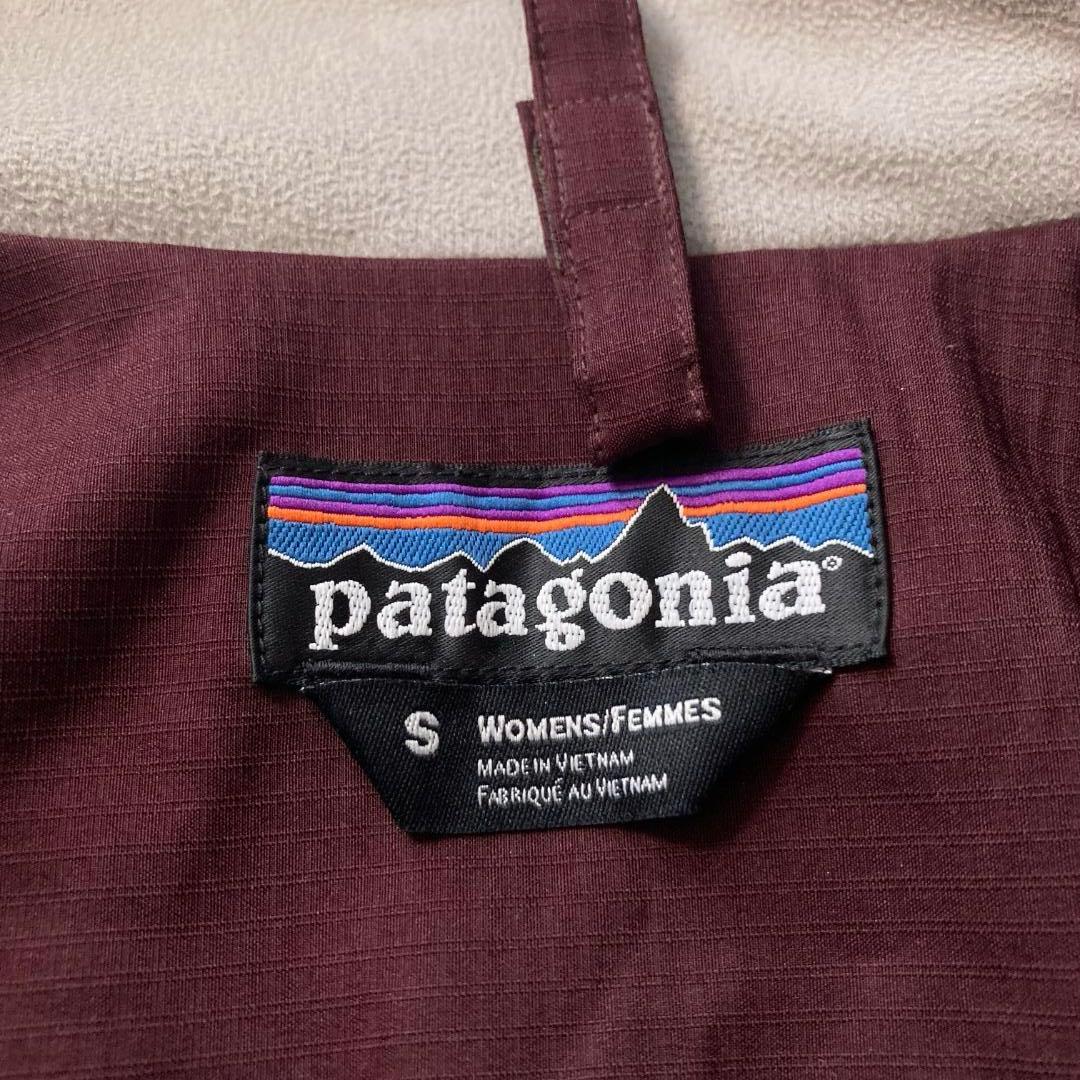 patagonia®
S WOMENS/FEMMES
MADE IN VIETNAM
FABRIQUÉ AU VIETNAM